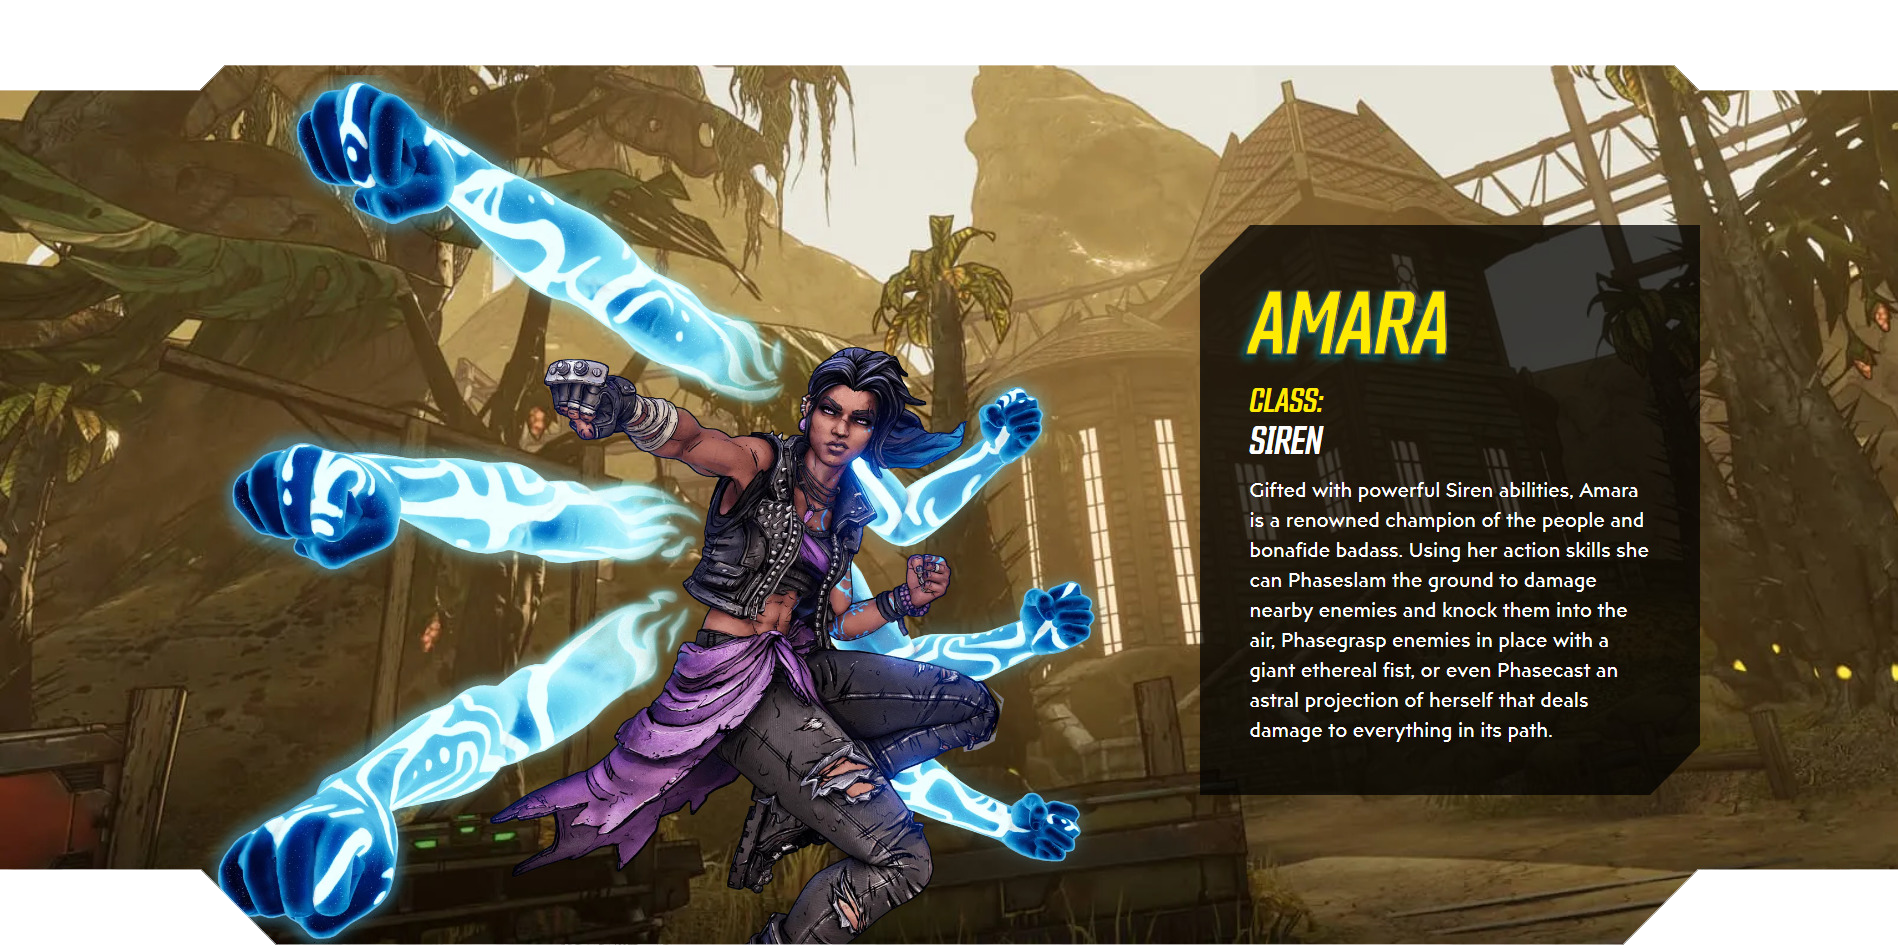 AMARA
CLASS:
SIREN
Gifted with powerful Siren abilities, Amara
is a renowned champion of the people and
bonafide badass. Using her action skills she
can Phaseslam the ground to damage
nearby enemies and knock them into the
air, Phasegrasp enemies in place with a
giant ethereal fist, or even Phasecast an
astral projection of herself that deals
damage to everything in its path.